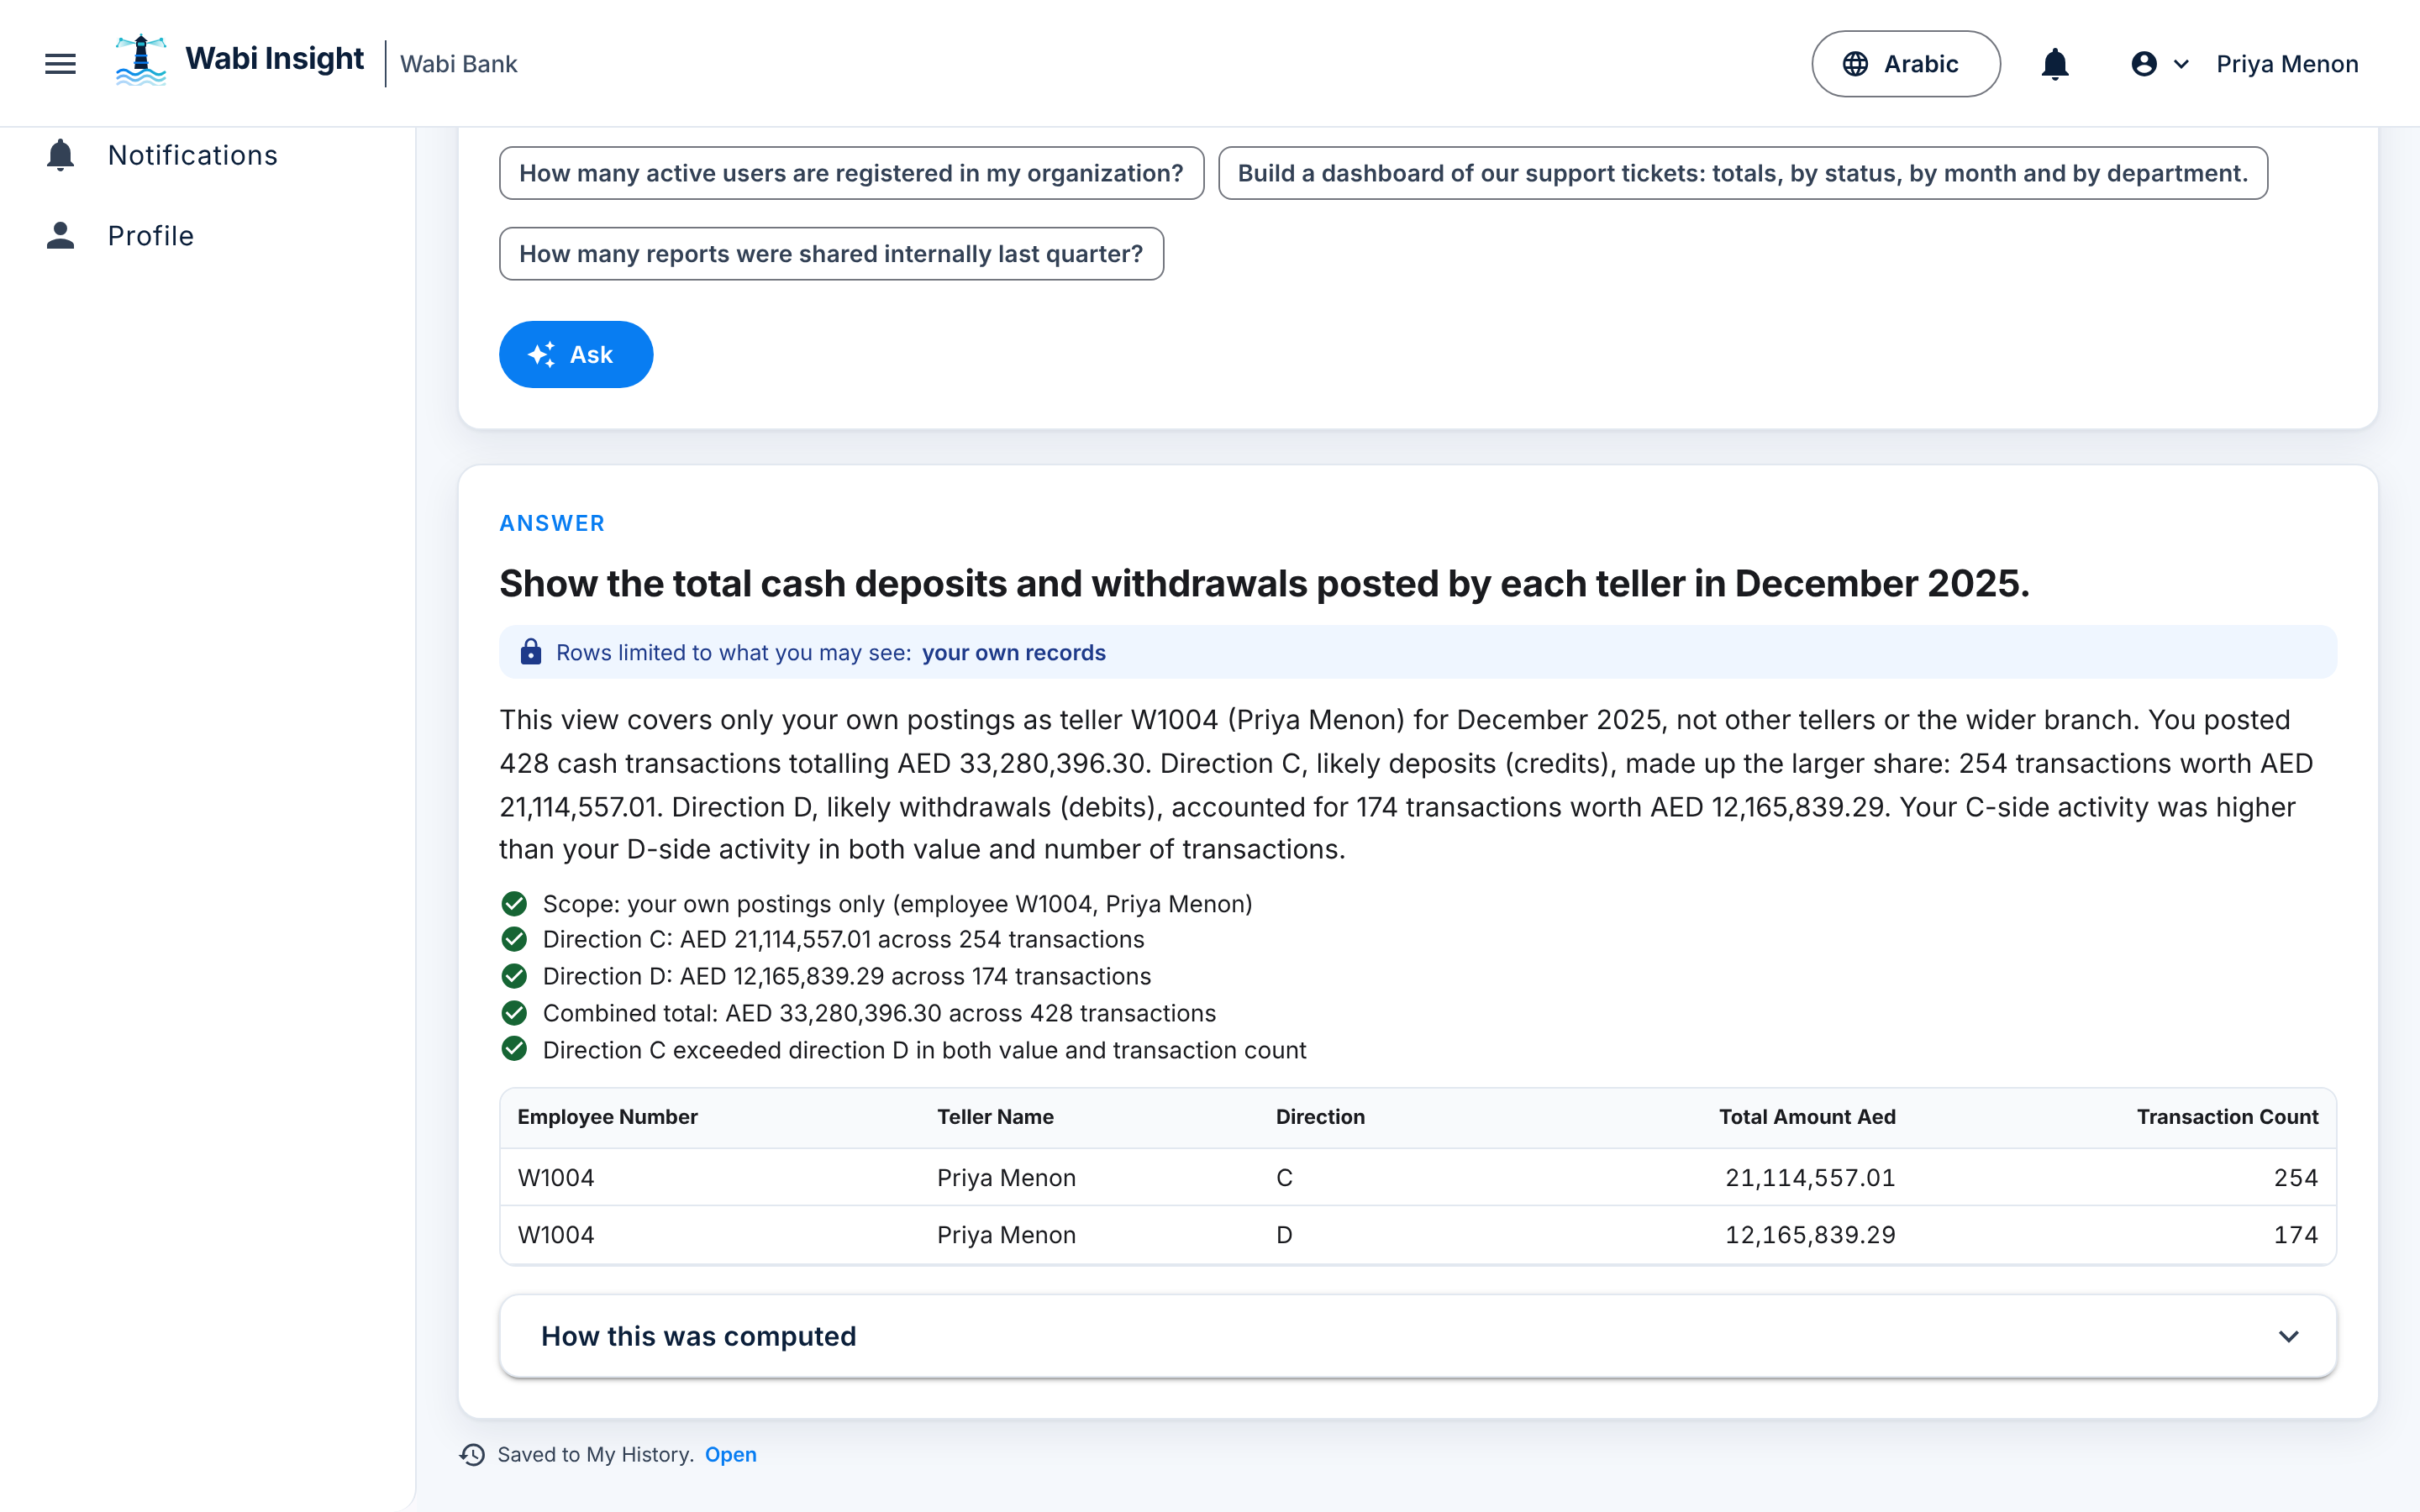 Wabi Insight
Wabi Bank
Arabic
Priya Menon
Notifications
Profile
How many active users are registered in my organization?
Build a dashboard of our support tickets: totals, by status, by month and by department.
How many reports were shared internally last quarter?
Ask
ANSWER
Show the total cash deposits and withdrawals posted by each teller in December 2025.
Rows limited to what you may see: your own records
This view covers only your own postings as teller W1004 (Priya Menon) for December 2025, not other tellers or the wider branch. You posted
428 cash transactions totalling AED 33,280,396.30. Direction C, likely deposits (credits), made up the larger share: 254 transactions worth AED
21,114,557.01. Direction D, likely withdrawals (debits), accounted for 174 transactions worth AED 12,165,839.29. Your C-side activity was higher
than your D-side activity in both value and number of transactions.
Scope: your own postings only (employee W1004, Priya Menon)
Direction C: AED 21,114,557.01 across 254 transactions
Direction D: AED 12,165,839.29 across 174 transactions
Combined total: AED 33,280,396.30 across 428 transactions
Direction C exceeded direction D in both value and transaction count
Employee Number Teller Name Direction Total Amount Aed Transaction Count
W1004 Priya Menon C 21,114,557.01 254
W1004 Priya Menon D 12,165,839.29 174
How this was computed
Saved to My History. Open